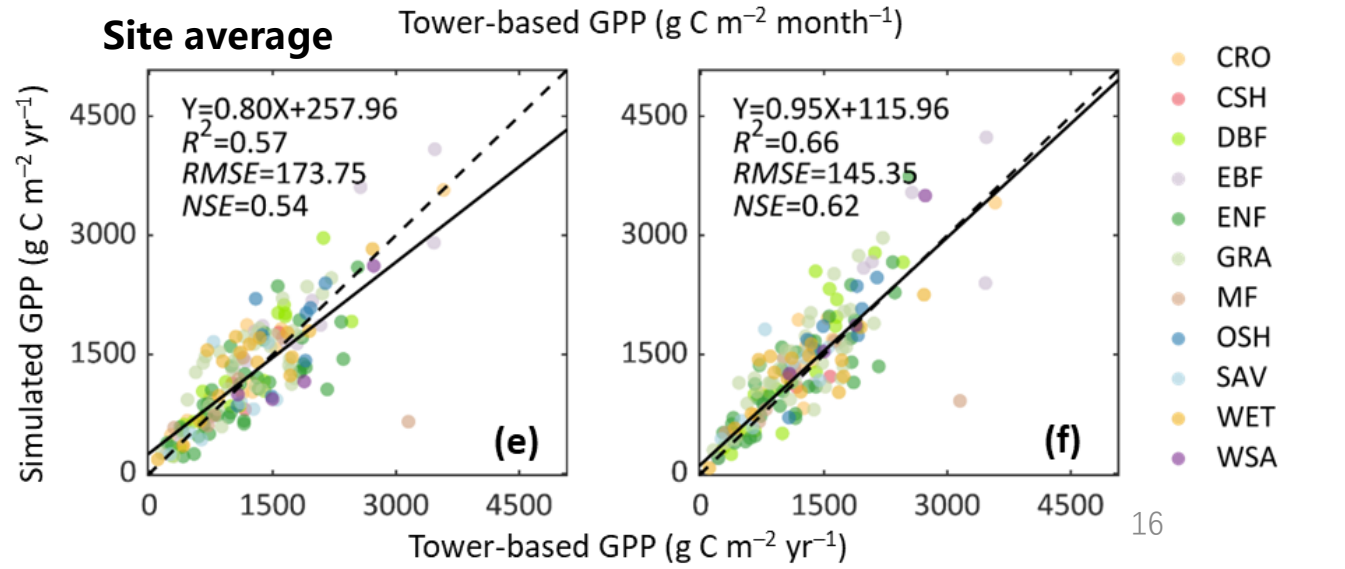 Tower-based GPP (g C m⁻² month⁻¹)
Site average
Simulated GPP (g C m⁻² yr⁻¹)
4500
3000
1500
0
Y=0.80X+257.96
R²=0.57
RMSE=173.75
NSE=0.54
(e)
0 1500 3000 4500
4500
3000
1500
0
Y=0.95X+115.96
R²=0.66
RMSE=145.35
NSE=0.62
(f)
0 1500 3000 4500
Tower-based GPP (g C m⁻² yr⁻¹)
CRO
CSH
DBF
EBF
ENF
GRA
MF
OSH
SAV
WET
WSA
16